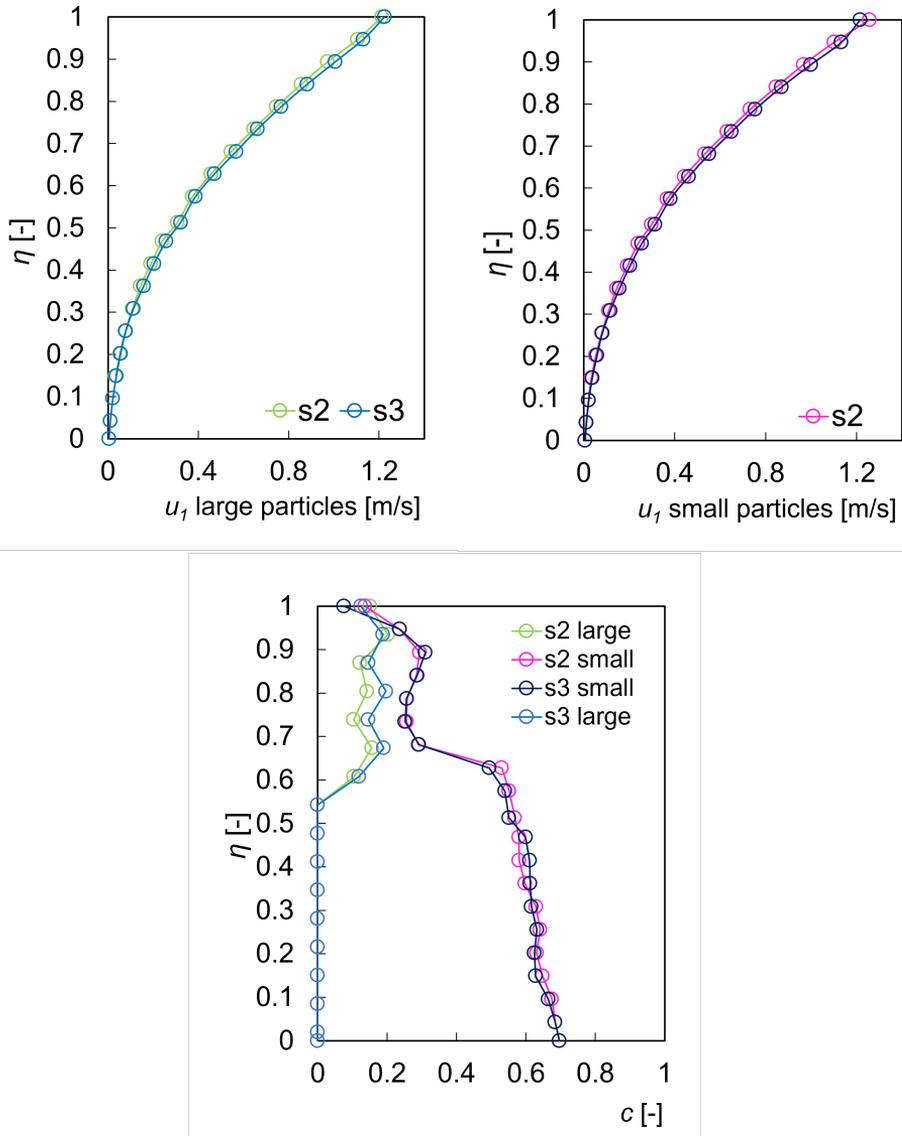 1
0.9
0.8
0.7
0.6
0.5
0.4
0.3
0.2
0.1
0
η [-]
s2 s3
0 0.4 0.8 1.2
u1 large particles [m/s]
1
0.9
0.8
0.7
0.6
0.5
0.4
0.3
0.2
0.1
0
η [-]
s2
0 0.4 0.8 1.2
u1 small particles [m/s]
1
0.9
0.8
0.7
0.6
0.5
0.4
0.3
0.2
0.1
0
η [-]
s2 large
s2 small
s3 small
s3 large
0 0.2 0.4 0.6 0.8 1
c [-]